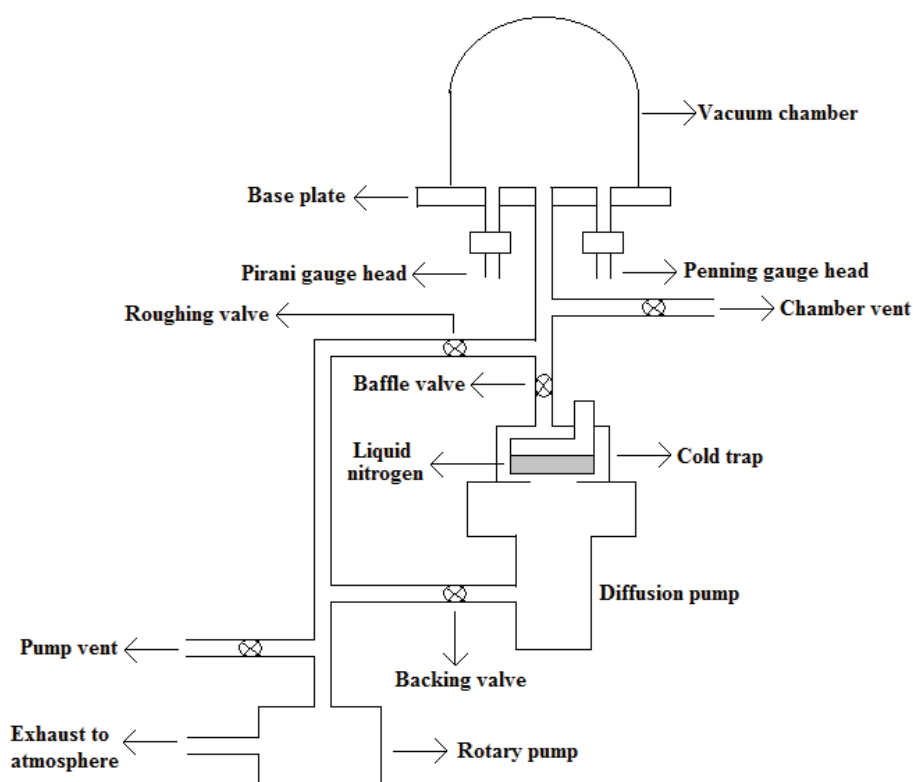 Vacuum chamber
Base plate
Pirani gauge head
Penning gauge head
Roughing valve
Chamber vent
Baffle valve
Liquid
nitrogen
Cold trap
Diffusion pump
Pump vent
Backing valve
Exhaust to
atmosphere
Rotary pump